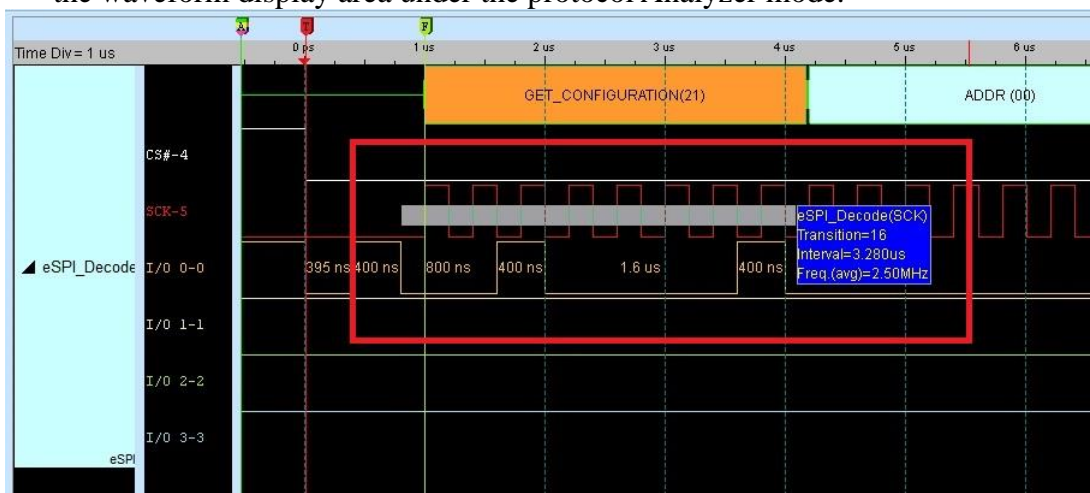 the waveform display area under the protocol Analyzer mode.
A T F
Time Div = 1 us 0 ps 1 us 2 us 3 us 4 us 5 us 6 us
GET_CONFIGURATION(21) ADDR (00)
CS#-4
SCK-5
eSPI_Decode(SCK)
Transition=16
Interval=3.280us
Freq.(avg)=2.50MHz
eSPI_Decode I/O 0-0 395 ns 400 ns 800 ns 400 ns 1.6 us 400 ns
I/O 1-1
I/O 2-2
I/O 3-3
eSPI